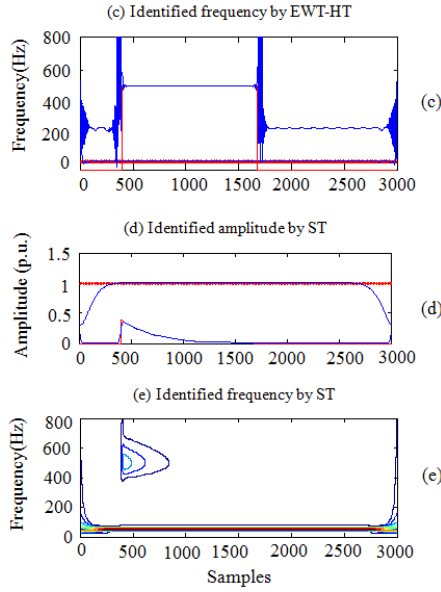 (c) Identified frequency by EWT-HT
Frequency(Hz)
800
600
400
200
0
0 500 1000 1500 2000 2500 3000
(c)
(d) Identified amplitude by ST
Amplitude (p.u.)
1.5
1
0.5
0
0 500 1000 1500 2000 2500 3000
(d)
(e) Identified frequency by ST
Frequency(Hz)
800
600
400
200
0
0 500 1000 1500 2000 2500 3000
(e)
Samples